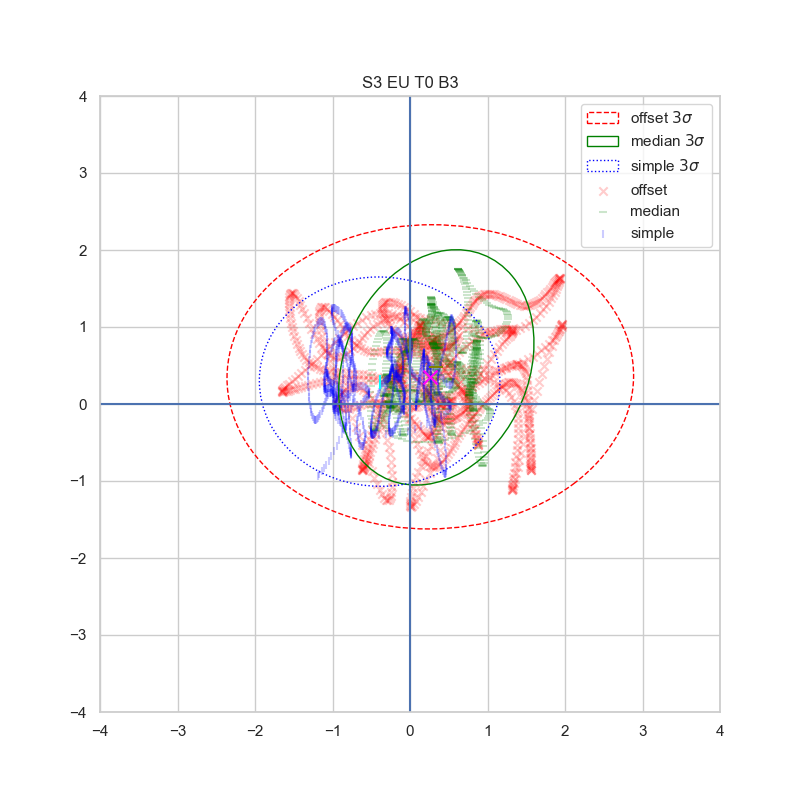 S3 EU T0 B3
offset 3σ
median 3σ
simple 3σ
offset
median
simple
4
3
2
1
0
−1
−2
−3
−4
−4 −3 −2 −1 0 1 2 3 4